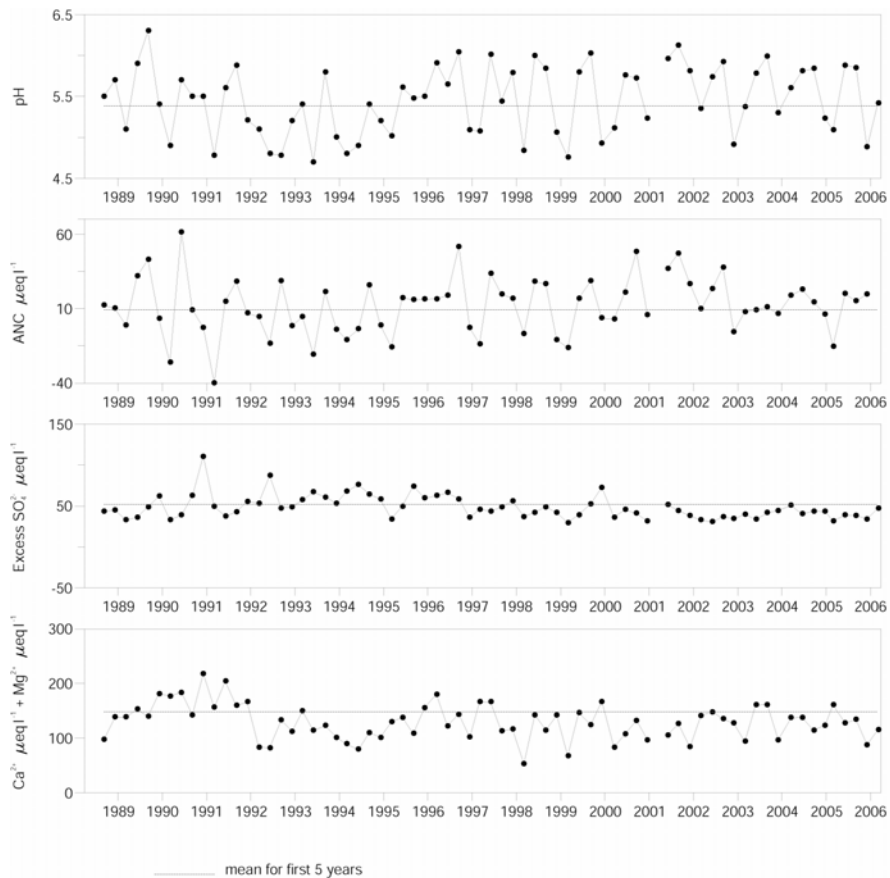 6.5
5.5
4.5
pH
1989 1990 1991 1992 1993 1994 1995 1996 1997 1998 1999 2000 2001 2002 2003 2004 2005 2006
60
10
-40
ANC μeq l⁻¹
1989 1990 1991 1992 1993 1994 1995 1996 1997 1998 1999 2000 2001 2002 2003 2004 2005 2006
150
50
-50
Excess SO₄²⁻ μeq l⁻¹
1989 1990 1991 1992 1993 1994 1995 1996 1997 1998 1999 2000 2001 2002 2003 2004 2005 2006
300
200
100
0
Ca²⁺ μeq l⁻¹ + Mg²⁺ μeq l⁻¹
1989 1990 1991 1992 1993 1994 1995 1996 1997 1998 1999 2000 2001 2002 2003 2004 2005 2006
mean for first 5 years